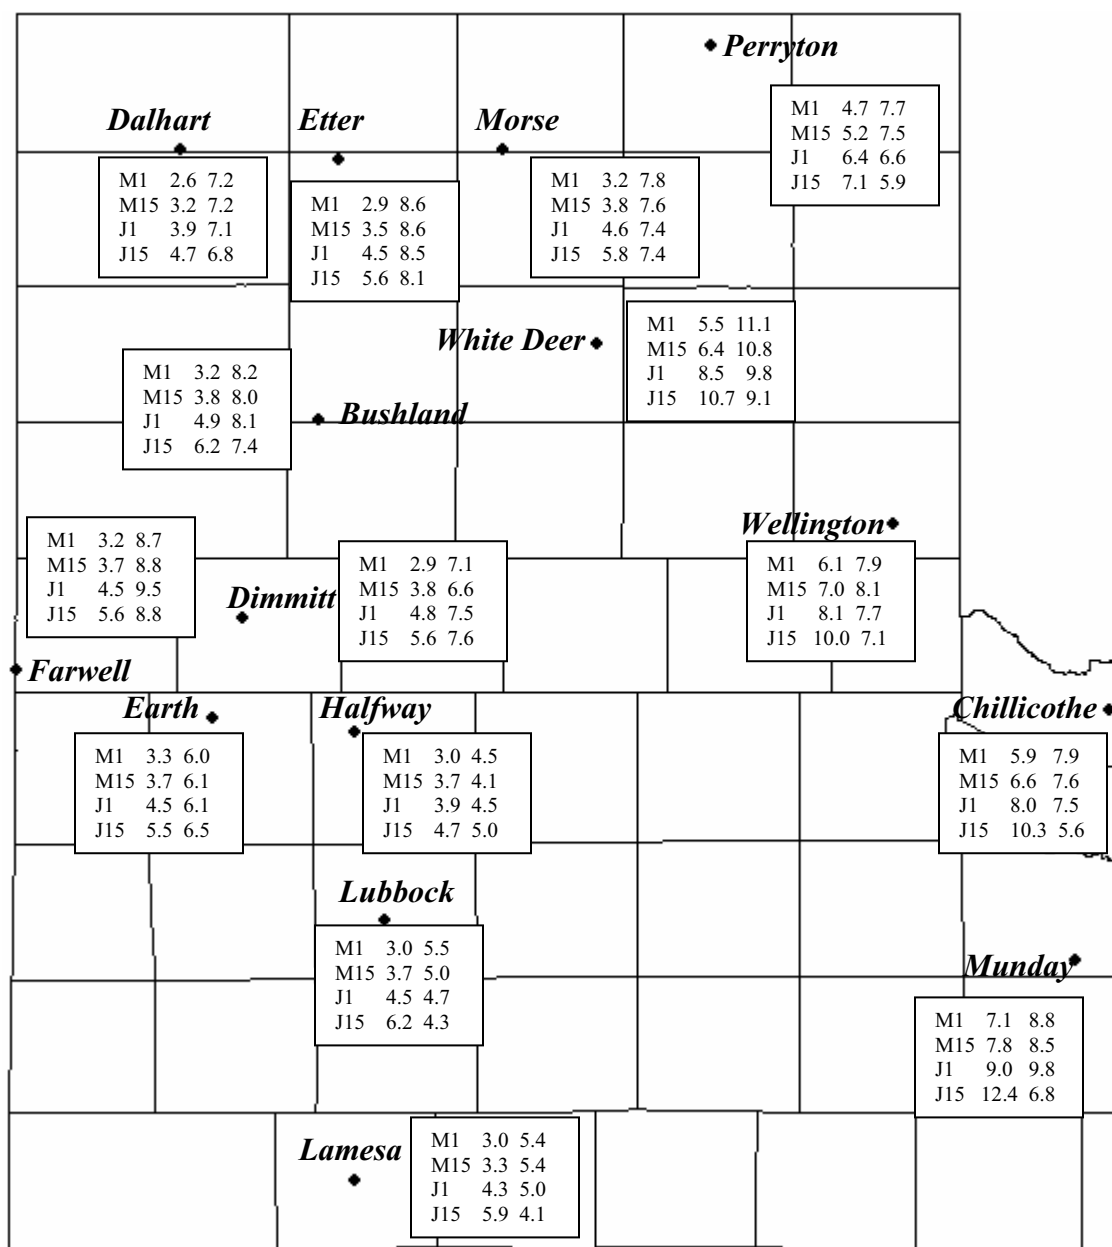 Perryton
M1 4.7 7.7
M15 5.2 7.5
J1 6.4 6.6
J15 7.1 5.9
Dalhart
M1 2.6 7.2
M15 3.2 7.2
J1 3.9 7.1
J15 4.7 6.8
Etter
M1 2.9 8.6
M15 3.5 8.6
J1 4.5 8.5
J15 5.6 8.1
Morse
M1 3.2 7.8
M15 3.8 7.6
J1 4.6 7.4
J15 5.8 7.4
White Deer
M1 5.5 11.1
M15 6.4 10.8
J1 8.5 9.8
J15 10.7 9.1
Bushland
M1 3.2 8.2
M15 3.8 8.0
J1 4.9 8.1
J15 6.2 7.4
Wellington
M1 6.1 7.9
M15 7.0 8.1
J1 8.1 7.7
J15 10.0 7.1
M1 3.2 8.7
M15 3.7 8.8
J1 4.5 9.5
J15 5.6 8.8
Farwell
Dimmitt
M1 2.9 7.1
M15 3.8 6.6
J1 4.8 7.5
J15 5.6 7.6
Earth
M1 3.3 6.0
M15 3.7 6.1
J1 4.5 6.1
J15 5.5 6.5
Halfway
M1 3.0 4.5
M15 3.7 4.1
J1 3.9 4.5
J15 4.7 5.0
Chillicothe
M1 5.9 7.9
M15 6.6 7.6
J1 8.0 7.5
J15 10.3 5.6
Lubbock
M1 3.0 5.5
M15 3.7 5.0
J1 4.5 4.7
J15 6.2 4.3
Munday
M1 7.1 8.8
M15 7.8 8.5
J1 9.0 9.8
J15 12.4 6.8
Lamesa
M1 3.0 5.4
M15 3.3 5.4
J1 4.3 5.0
J15 5.9 4.1